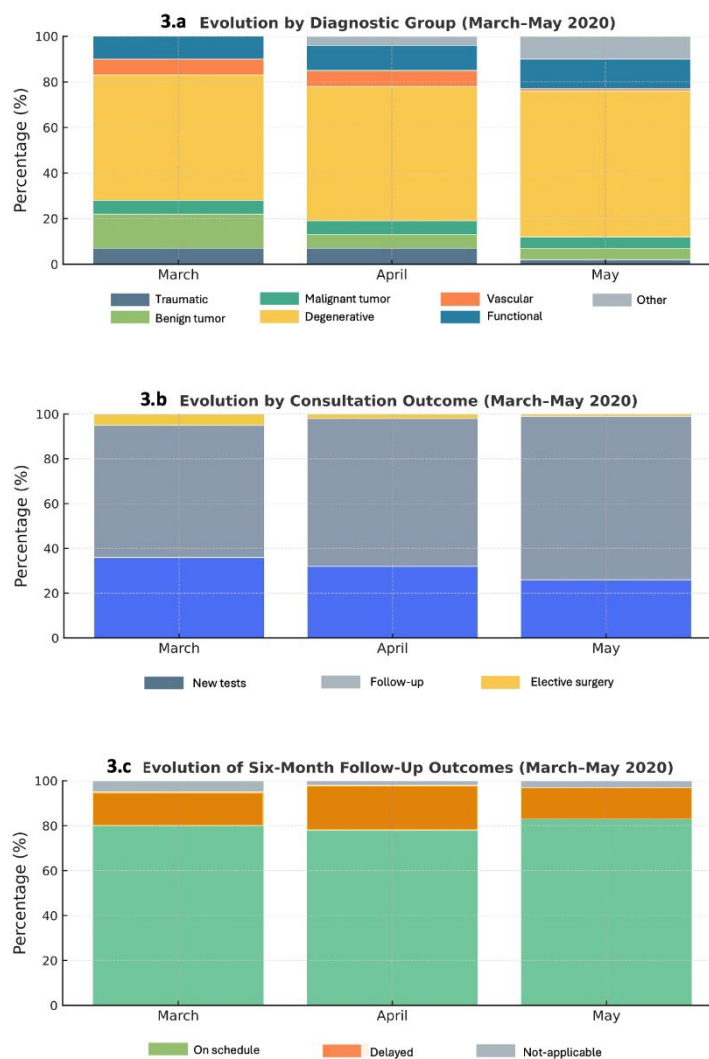 3.a Evolution by Diagnostic Group (March–May 2020)
100
80
60
40
20
0
Percentage (%)
March April May
Traumatic Malignant tumor Vascular Other
Benign tumor Degenerative Functional
3.b Evolution by Consultation Outcome (March–May 2020)
100
80
60
40
20
0
Percentage (%)
March April May
New tests Follow-up Elective surgery
3.c Evolution of Six-Month Follow-Up Outcomes (March–May 2020)
100
80
60
40
20
0
Percentage (%)
March April May
On schedule Delayed Not-applicable